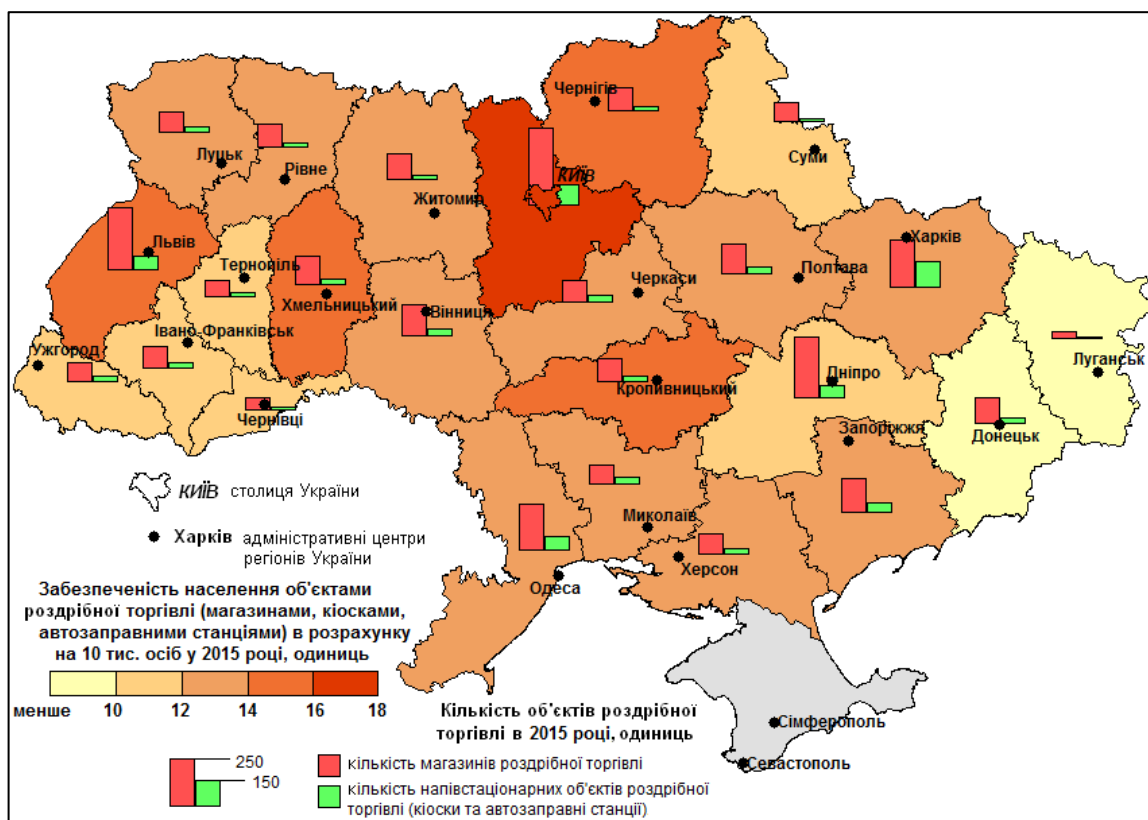 Чернігів
Суми
Луцьк
Рівне
КИЇВ
Житомир
Львів
Харків
Тернопіль
Черкаси
Полтава
Хмельницький
Вінниця
Івано-Франківськ
Ужгород
Луганськ
Кропивницький
Дніпро
Чернівці
Донецьк
Запоріжжя
Миколаїв
Херсон
Одеса
Сімферополь
Севастополь
КИЇВ столиця України
Харків адміністративні центри
регіонів України
Забезпеченість населення об'єктами
роздрібної торгівлі (магазинами, кіосками,
автозаправними станціями) в розрахунку
на 10 тис. осіб у 2015 році, одиниць
менше 10 12 14 16 18
Кількість об'єктів роздрібної
торгівлі в 2015 році, одиниць
250
150
кількість магазинів роздрібної торгівлі
кількість напівстаціонарних об'єктів роздрібної
торгівлі (кіоски та автозаправні станції)